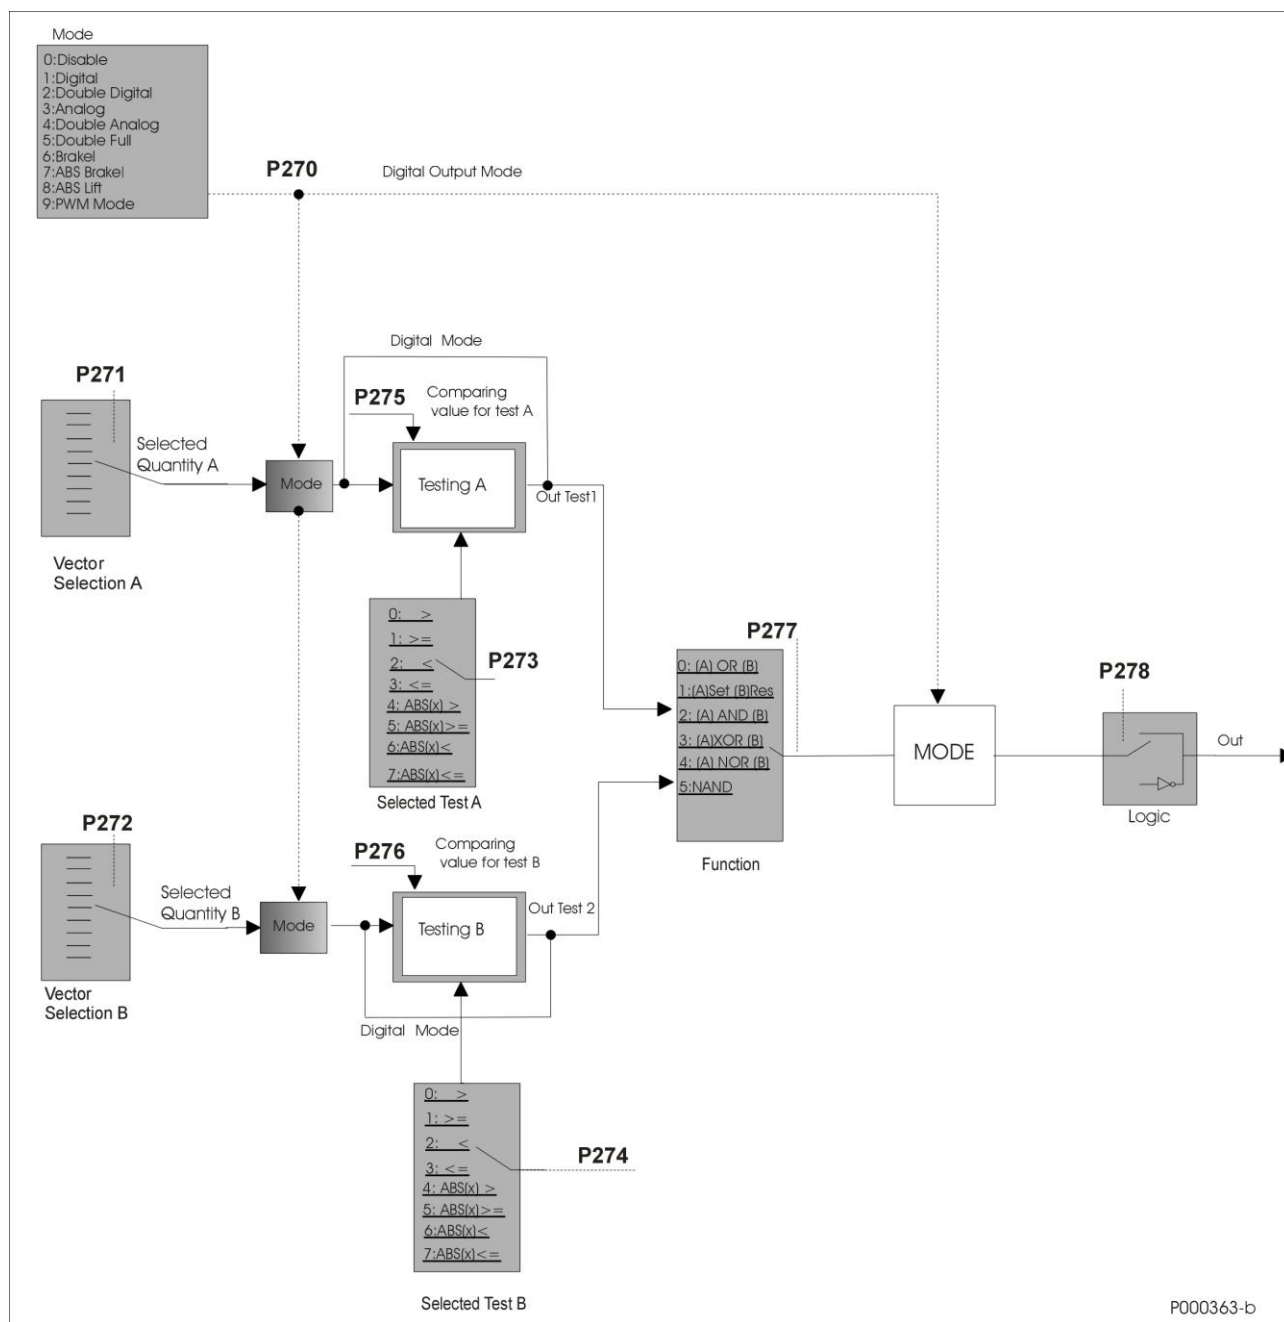 Mode
0:Disable
1:Digital
2:Double Digital
3:Analog
4:Double Analog
5:Double Full
6:Brakel
7:ABS Brakel
8:ABS Lift
9:PWM Mode
P270
Digital Output Mode
Digital Mode
P271
P275
Comparing
value for test A
Selected
Quantity A
Mode
Testing A
Out Test1
Vector
Selection A
0: >
1: >=
2: <
3: <=
4: ABS(x) >
5: ABS(x)>=
6:ABS(x)<
7:ABS(x)<=
P273
Selected Test A
P277
0: (A) OR (B)
1:(A)Set (B)Res
2: (A) AND (B)
3: (A)XOR (B)
4: (A) NOR (B)
5:NAND
Function
MODE
P278
Out
Logic
P272
P276
Comparing
value for test B
Selected
Quantity B
Mode
Testing B
Out Test 2
Vector
Selection B
Digital Mode
0: >
1: >=
2: <
3: <=
4: ABS(x) >
5: ABS(x)>=
6:ABS(x)<
7:ABS(x)<=
P274
Selected Test B
P000363-b